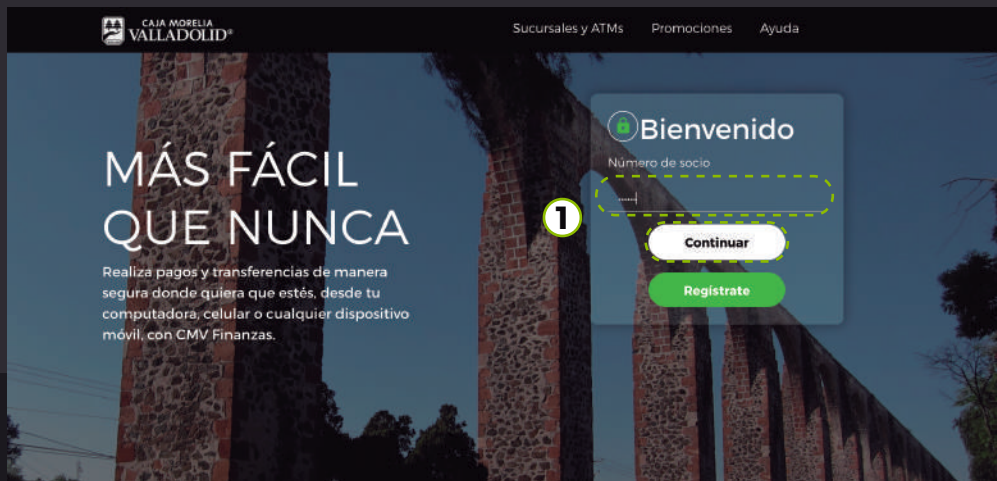 CAJA MORELIA
VALLADOLID®
Sucursales y ATMs Promociones Ayuda
MÁS FÁCIL
QUE NUNCA
Realiza pagos y transferencias de manera
segura donde quiera que estés, desde tu
computadora, celular o cualquier dispositivo
móvil, con CMV Finanzas.
Bienvenido
Número de socio
1
Continuar
Regístrate